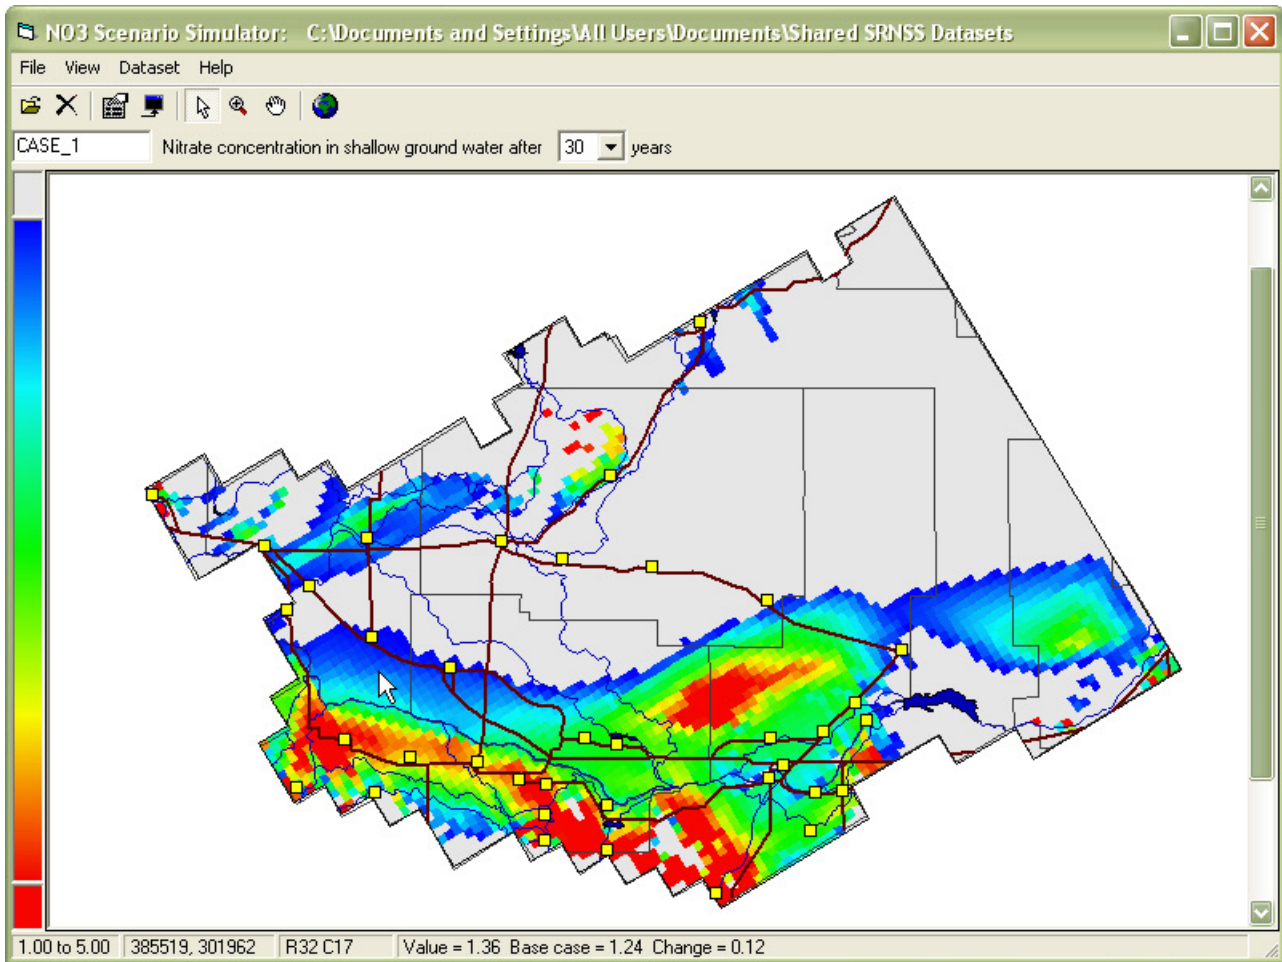 NO3 Scenario Simulator: C:\Documents and Settings\All Users\Documents\Shared SRNSS Datasets
File View Dataset Help
CASE_1 Nitrate concentration in shallow ground water after 30 years
1.00 to 5.00 385519, 301962 R32 C17 Value = 1.36 Base case = 1.24 Change = 0.12